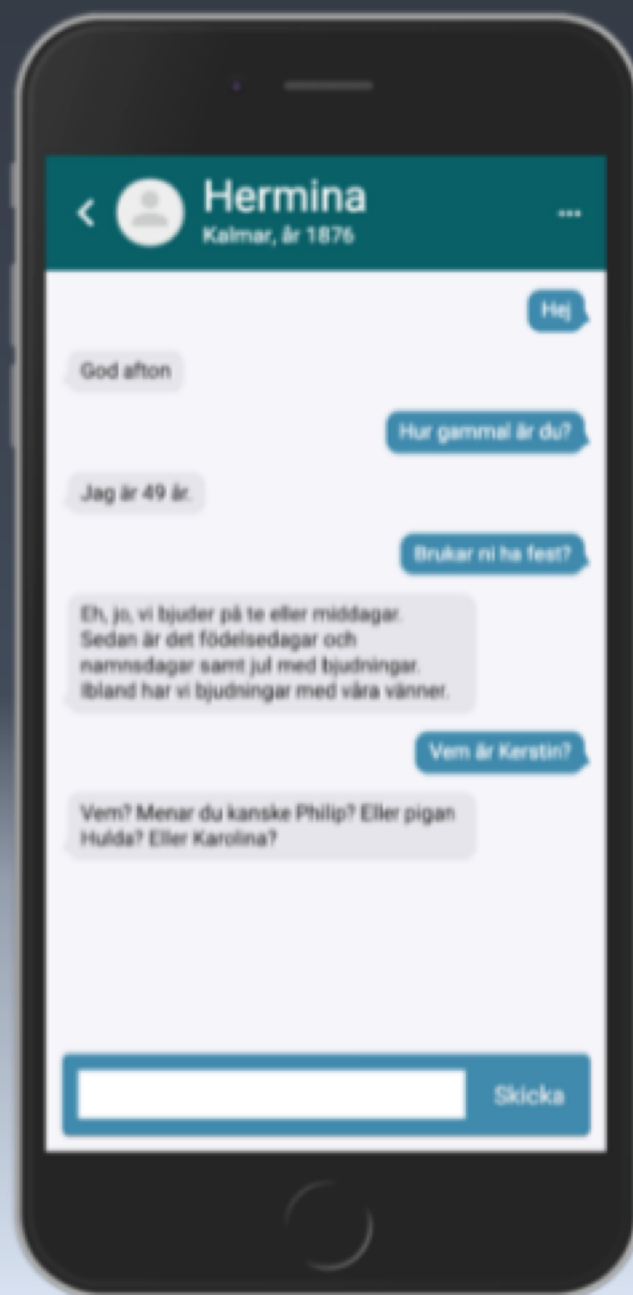 Hermina
Kalmar, år 1876
Hej
God afton
Hur gammal är du?
Jag är 49 år.
Brukar ni ha fest?
Eh, jo, vi bjuder på te eller middagar.
Sedan är det födelsedagar och
namnsdagar samt jul med bjudningar.
Ibland har vi bjudningar med våra vänner.
Vem är Kerstin?
Vem? Menar du kanske Philip? Eller pigan
Hulda? Eller Karolina?
Skicka